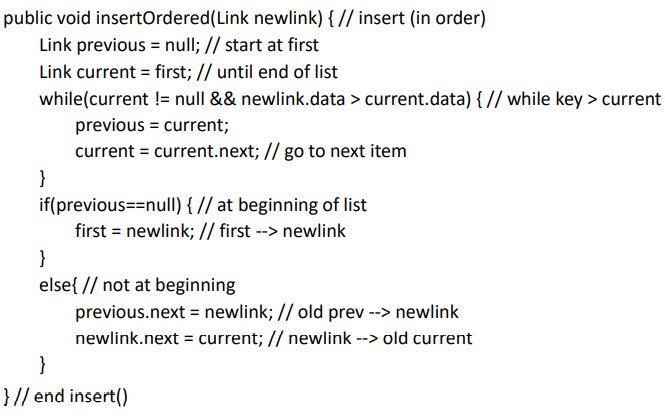 public void insertOrdered(Link newlink) { // insert (in order)
Link previous = null; // start at first
Link current = first; // until end of list
while(current != null && newlink.data > current.data) { // while key > current
previous = current;
current = current.next; // go to next item
}
if(previous==null) { // at beginning of list
first = newlink; // first --> newlink
}
else{ // not at beginning
previous.next = newlink; // old prev --> newlink
newlink.next = current; // newlink --> old current
}
} // end insert()